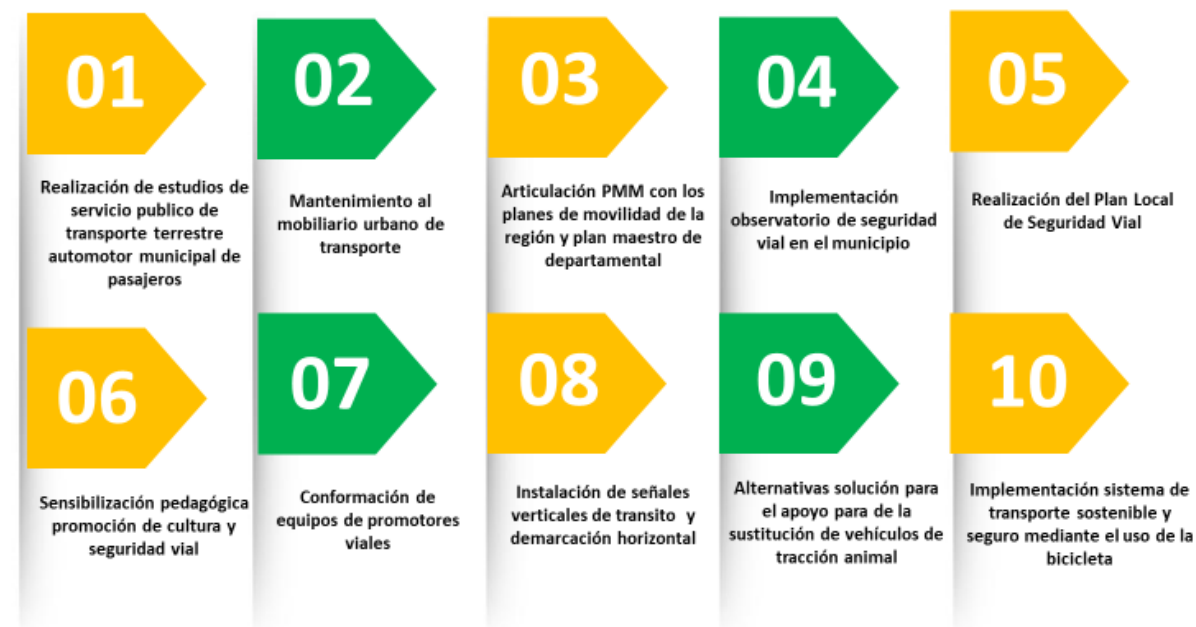 01
Realización de estudios de
servicio publico de
transporte terrestre
automotor municipal de
pasajeros
02
Mantenimiento al
mobiliario urbano de
transporte
03
Articulación PMM con los
planes de movilidad de la
región y plan maestro de
departamental
04
Implementación
observatorio de seguridad
vial en el municipio
05
Realización del Plan Local
de Seguridad Vial
06
Sensibilización pedagógica
promoción de cultura y
seguridad vial
07
Conformación de
equipos de promotores
viales
08
Instalación de señales
verticales de transito y
demarcación horizontal
09
Alternativas solución para
el apoyo para de la
sustitución de vehículos de
tracción animal
10
Implementación sistema de
transporte sostenible y
seguro mediante el uso de la
bicicleta